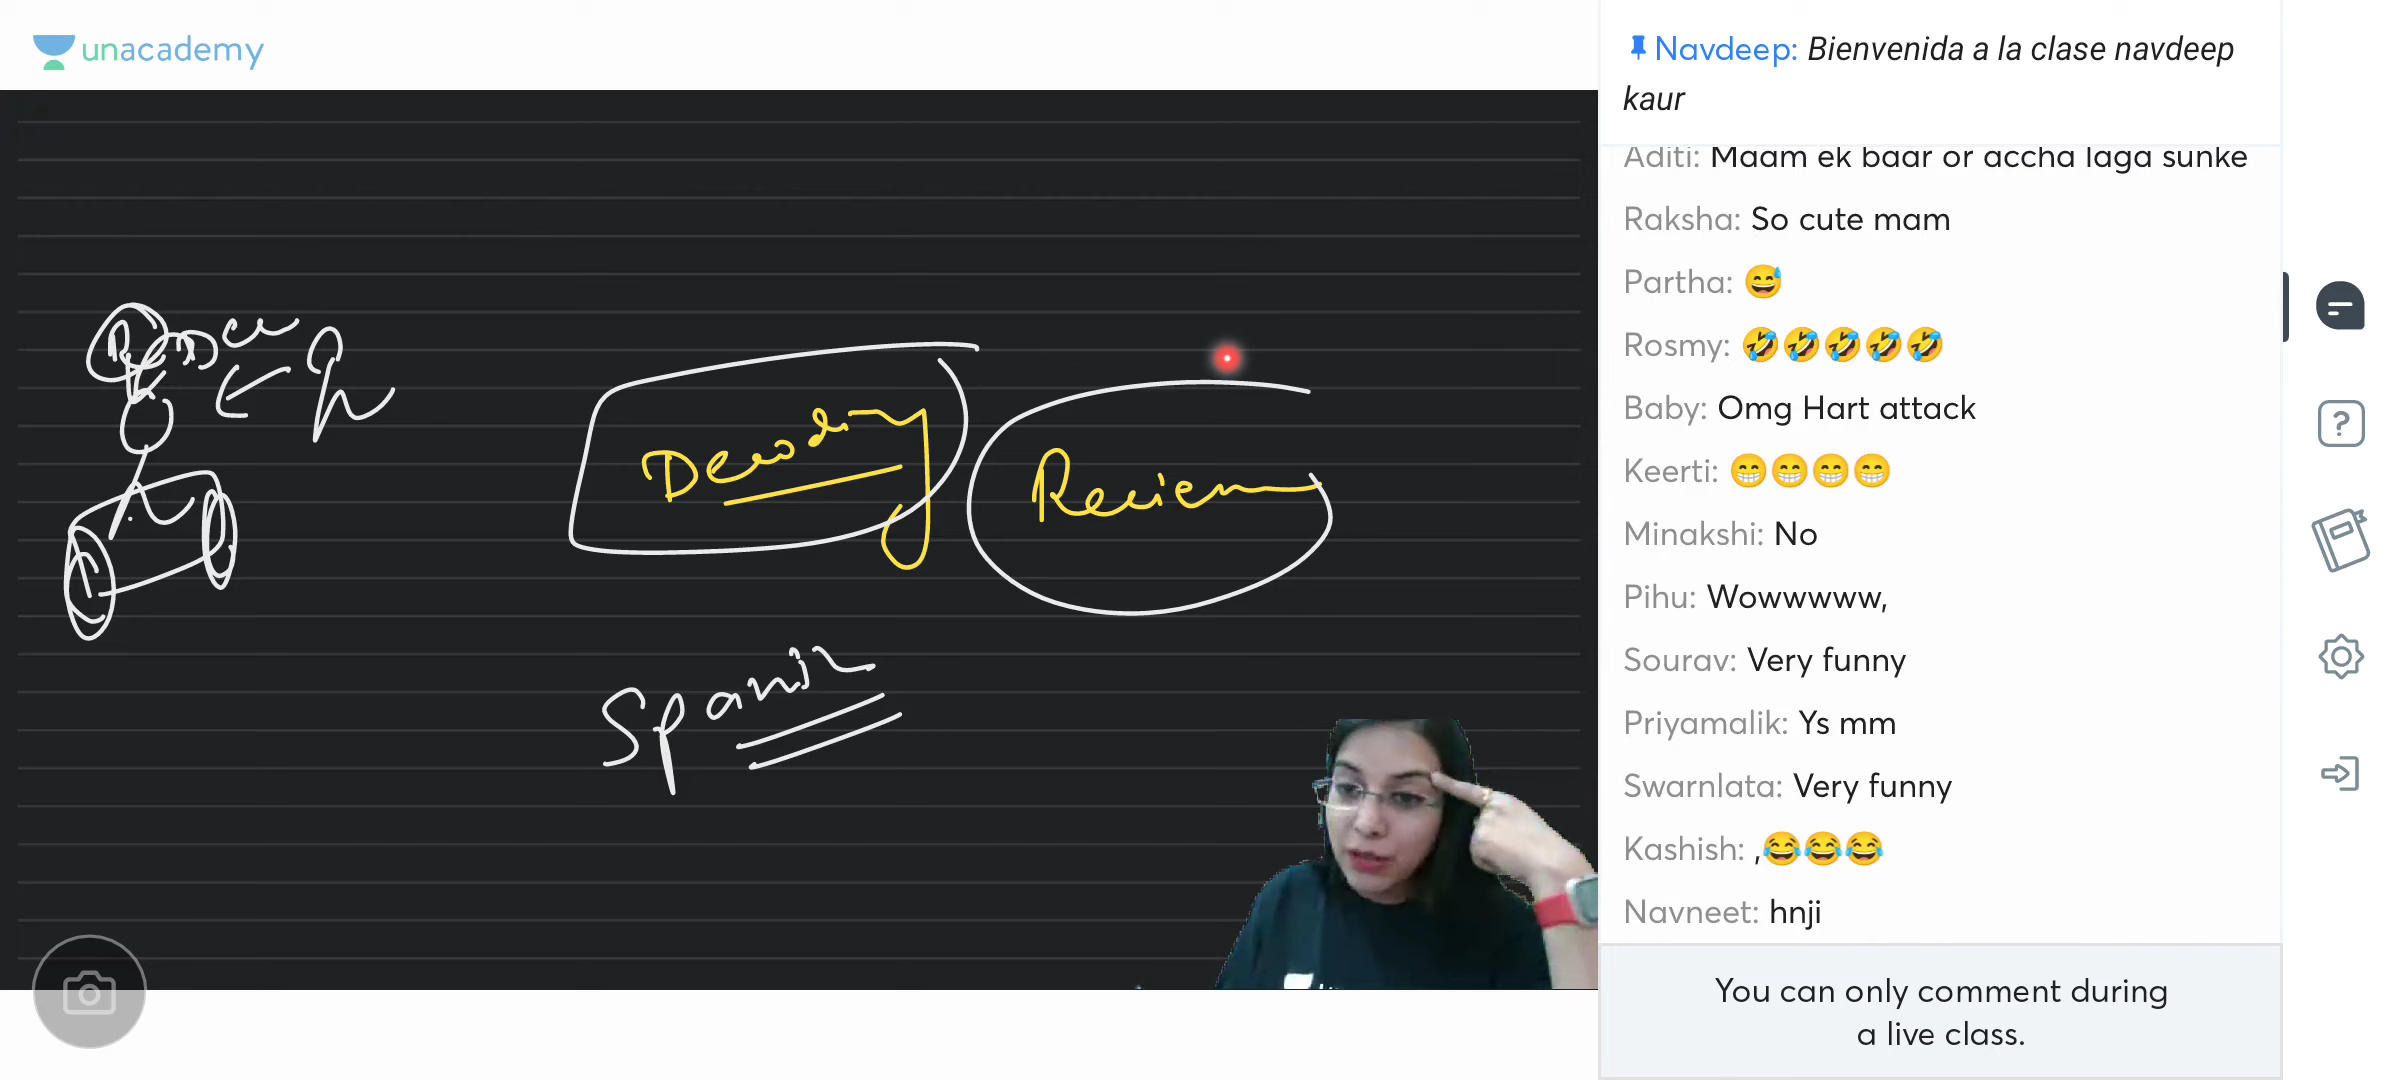 unacademy
Decoding
Reciever
Spanish
Navdeep: Bienvenida a la clase navdeep
kaur
Aditi: Maam ek baar or accha laga sunke
Raksha: So cute mam
Partha: 😅
Rosmy: 🤣🤣🤣🤣🤣
Baby: Omg Hart attack
Keerti: 😁😁😁😁
Minakshi: No
Pihu: Wowwwww,
Sourav: Very funny
Priyamalik: Ys mm
Swarnlata: Very funny
Kashish: ,😂😂😂
Navneet: hnji
You can only comment during
a live class.